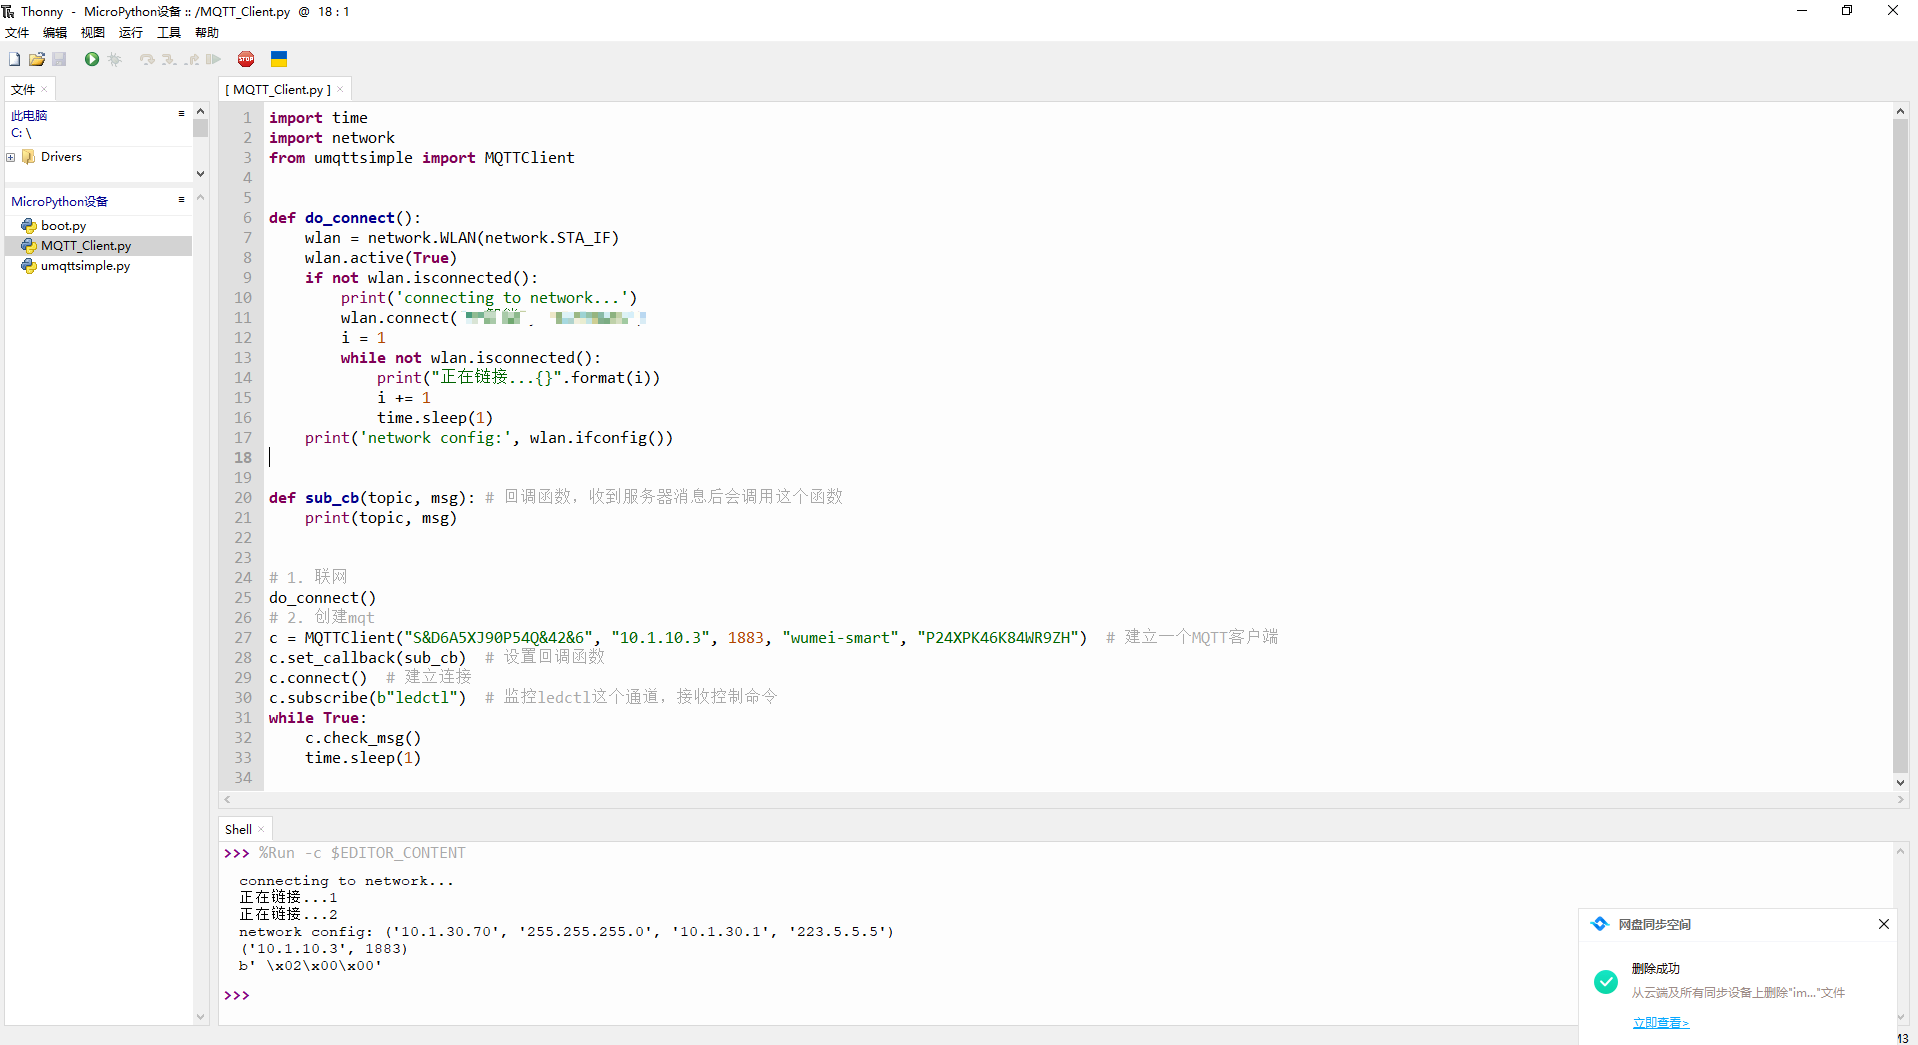 Thonny - MicroPython设备 :: /MQTT_Client.py @ 18 : 1
文件 编辑 视图 运行 工具 帮助
STOP
文件
此电脑
C: \
Drivers
MicroPython设备
boot.py
MQTT_Client.py
umqttsimple.py
[ MQTT_Client.py ]
1 import time
2 import network
3 from umqttsimple import MQTTClient
4
5
6 def do_connect():
7 wlan = network.WLAN(network.STA_IF)
8 wlan.active(True)
9 if not wlan.isconnected():
10 print('connecting to network...')
11 wlan.connect(
12 i = 1
13 while not wlan.isconnected():
14 print("正在链接...{}".format(i))
15 i += 1
16 time.sleep(1)
17 print('network config:', wlan.ifconfig())
18
19
20 def sub_cb(topic, msg): # 回调函数，收到服务器消息后会调用这个函数
21 print(topic, msg)
22
23
24 # 1. 联网
25 do_connect()
26 # 2. 创建mqt
27 c = MQTTClient("S&D6A5XJ90P54Q&42&6", "10.1.10.3", 1883, "wumei-smart", "P24XPK46K84WR9ZH") # 建立一个MQTT客户端
28 c.set_callback(sub_cb) # 设置回调函数
29 c.connect() # 建立连接
30 c.subscribe(b"ledctl") # 监控ledctl这个通道，接收控制命令
31 while True:
32 c.check_msg()
33 time.sleep(1)
34
Shell
>>> %Run -c $EDITOR_CONTENT
connecting to network...
正在链接...1
正在链接...2
network config: ('10.1.30.70', '255.255.255.0', '10.1.30.1', '223.5.5.5')
('10.1.10.3', 1883)
b' \x02\x00\x00'
>>>
网盘同步空间
删除成功
从云端及所有同步设备上删除"im..."文件
立即查看>